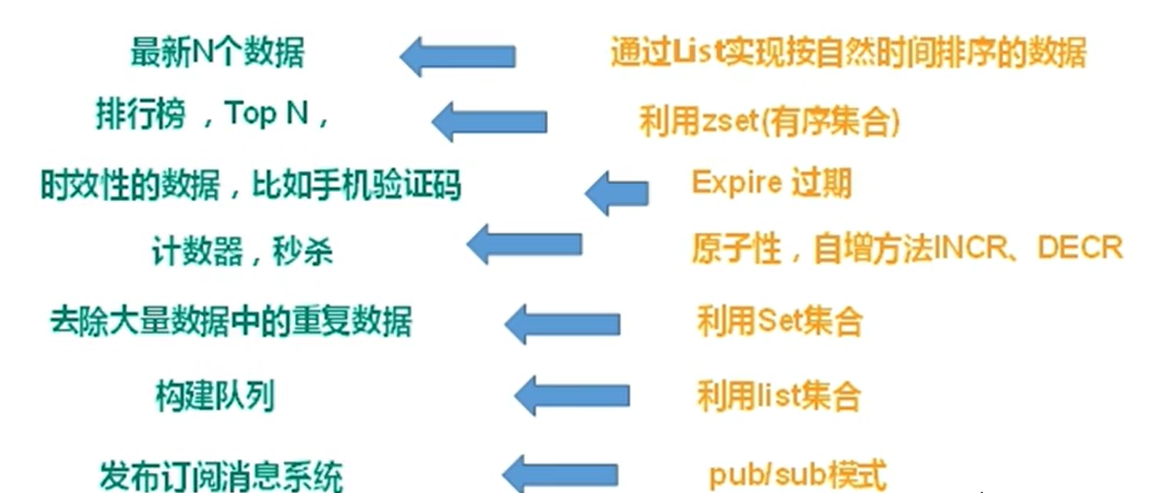 最新N个数据 通过List实现按自然时间排序的数据
排行榜，Top N， 利用zset(有序集合)
时效性的数据，比如手机验证码 Expire 过期
计数器，秒杀 原子性，自增方法INCR、DECR
去除大量数据中的重复数据 利用Set集合
构建队列 利用list集合
发布订阅消息系统 pub/sub模式